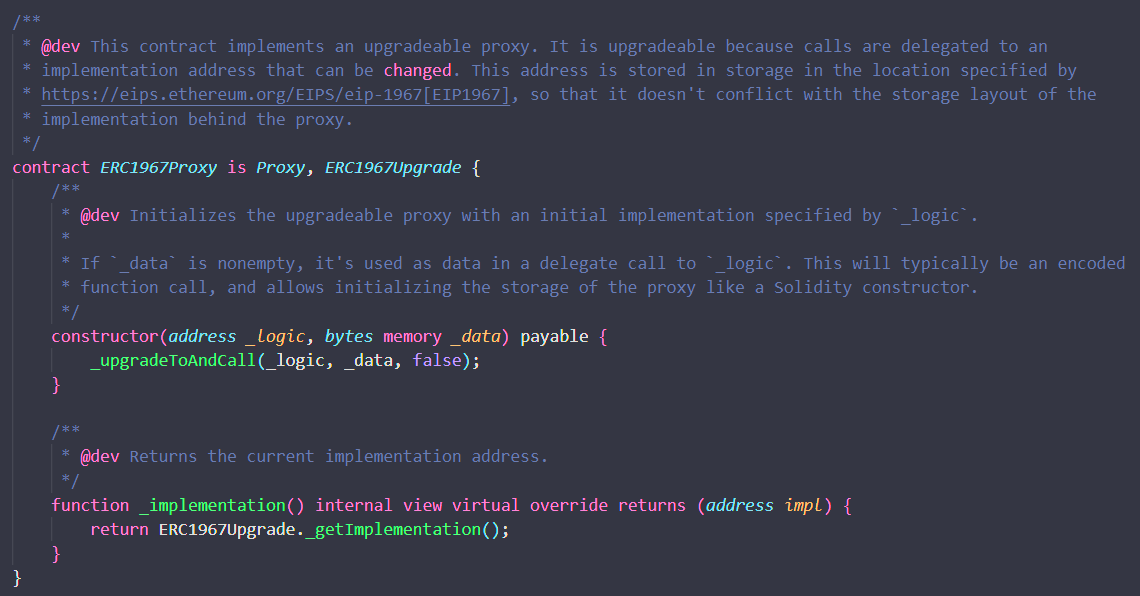 /**
 * @dev This contract implements an upgradeable proxy. It is upgradeable because calls are delegated to an
 * implementation address that can be changed. This address is stored in storage in the location specified by
 * https://eips.ethereum.org/EIPS/eip-1967[EIP1967], so that it doesn't conflict with the storage layout of the
 * implementation behind the proxy.
 */
contract ERC1967Proxy is Proxy, ERC1967Upgrade {
    /**
     * @dev Initializes the upgradeable proxy with an initial implementation specified by `_logic`.
     *
     * If `_data` is nonempty, it's used as data in a delegate call to `_logic`. This will typically be an encoded
     * function call, and allows initializing the storage of the proxy like a Solidity constructor.
     */
    constructor(address _logic, bytes memory _data) payable {
        _upgradeToAndCall(_logic, _data, false);
    }

    /**
     * @dev Returns the current implementation address.
     */
    function _implementation() internal view virtual override returns (address impl) {
        return ERC1967Upgrade._getImplementation();
    }
}